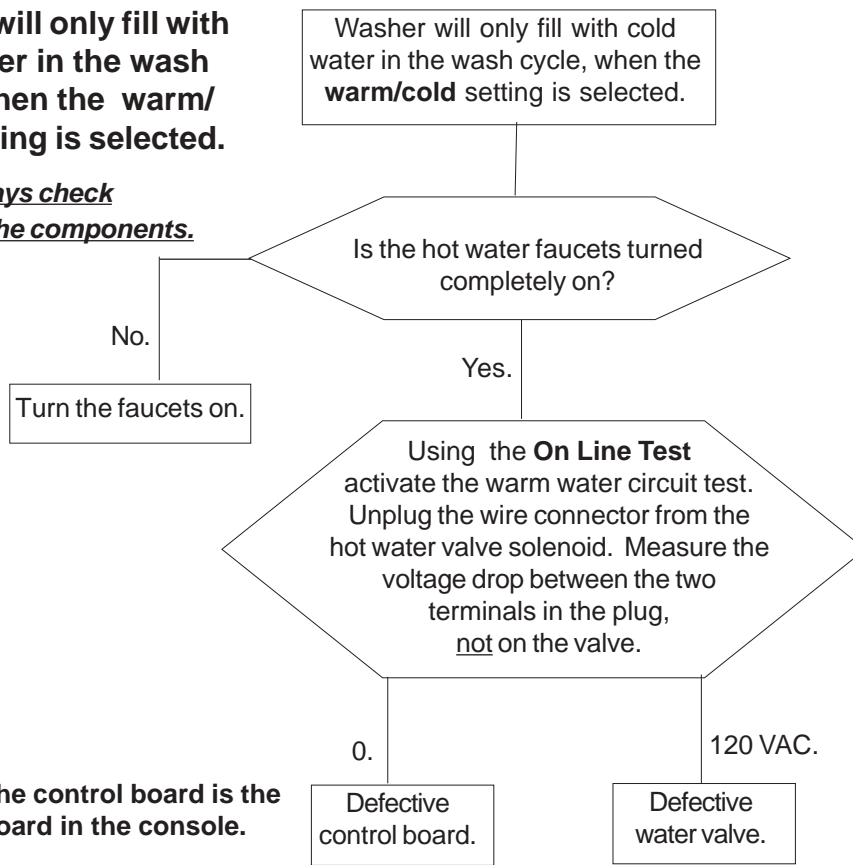 will only fill with
er in the wash
hen the warm/
ing is selected.
ays check
he components.
Washer will only fill with cold
water in the wash cycle, when the
warm/cold setting is selected.
Is the hot water faucets turned
completely on?
No.
Yes.
Turn the faucets on.
Using the On Line Test
activate the warm water circuit test.
Unplug the wire connector from the
hot water valve solenoid. Measure the
voltage drop between the two
terminals in the plug,
not on the valve.
0.
120 VAC.
he control board is the
oard in the console.
Defective
control board.
Defective
water valve.